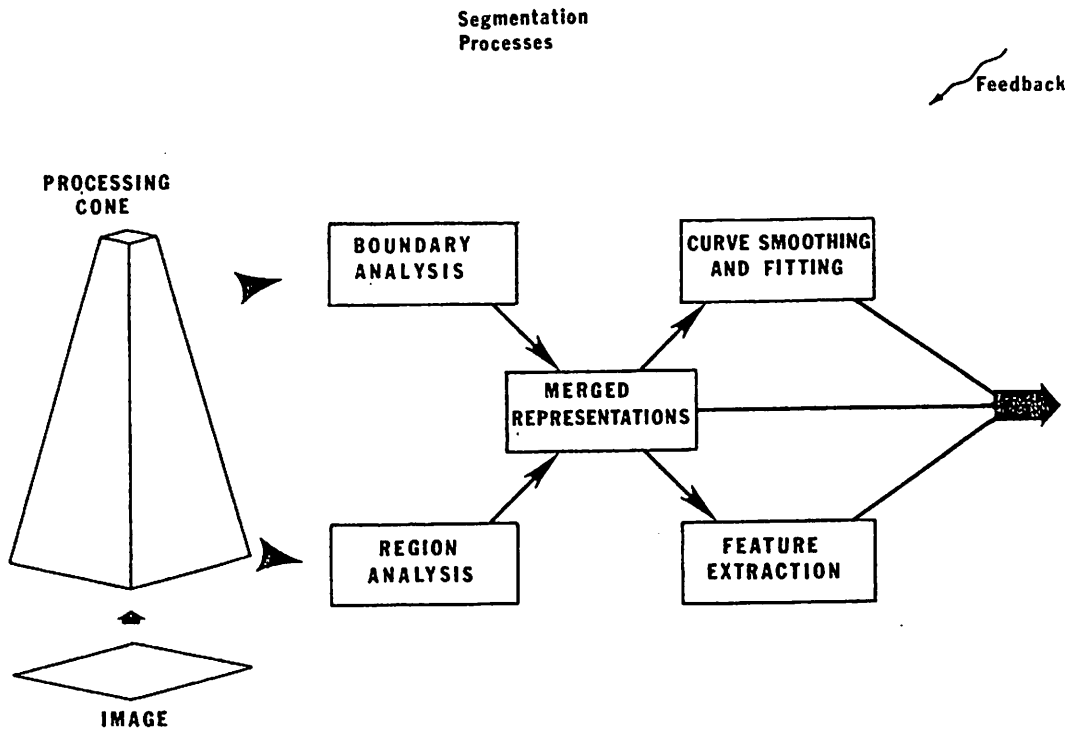 Segmentation
Processes
Feedback
PROCESSING
CONE
BOUNDARY
ANALYSIS
CURVE SMOOTHING
AND FITTING
MERGED
REPRESENTATIONS
REGION
ANALYSIS
FEATURE
EXTRACTION
IMAGE